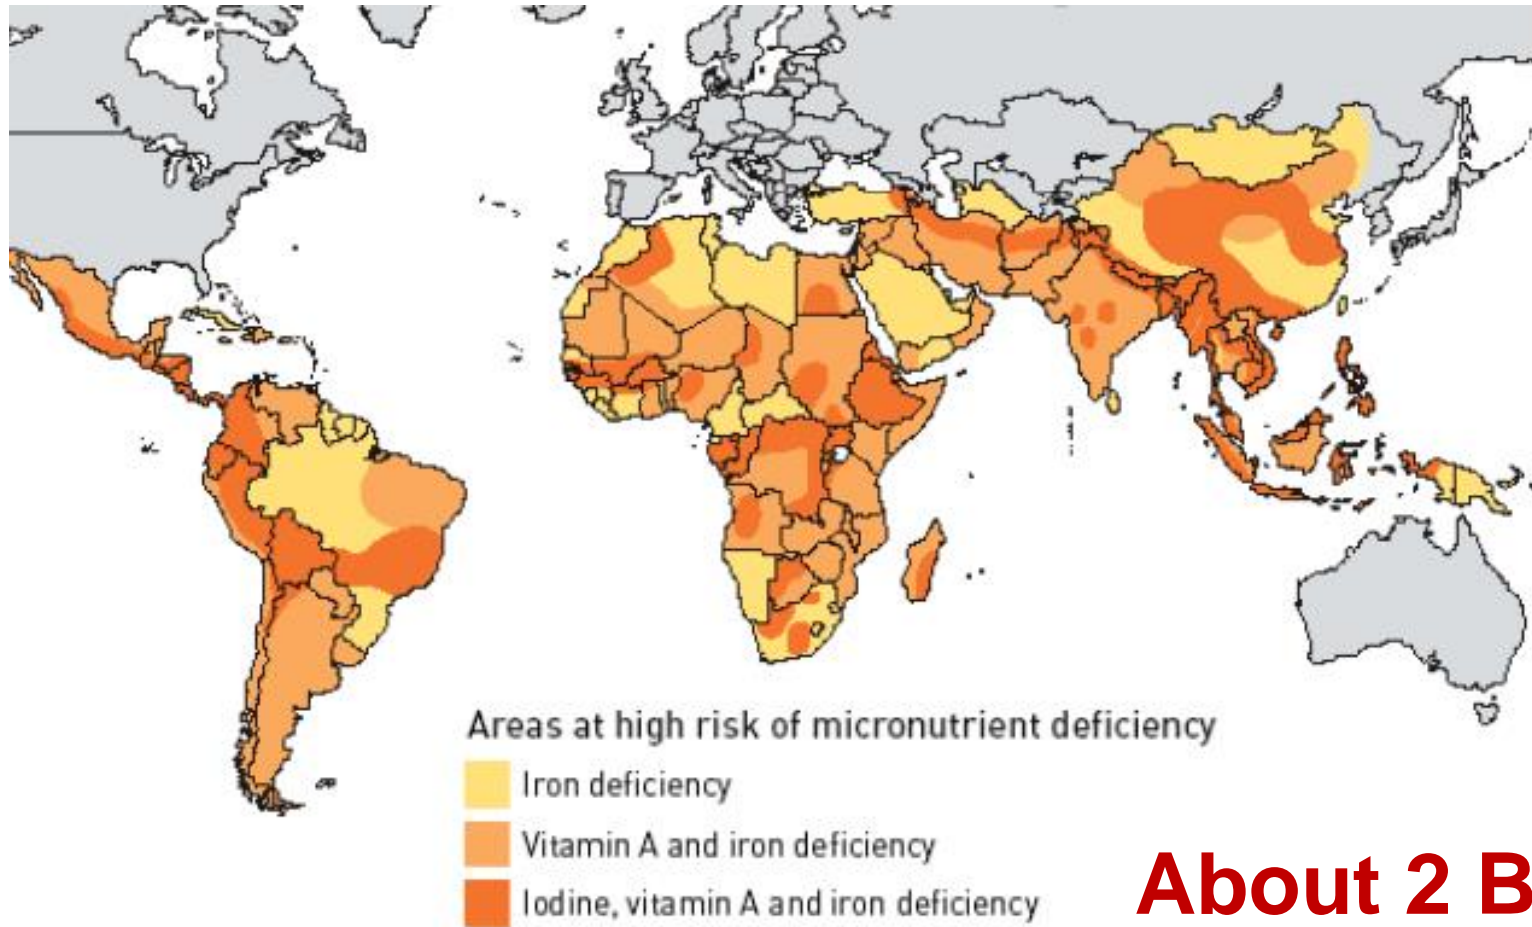 Areas at high risk of micronutrient deficiency
Iron deficiency
Vitamin A and iron deficiency
Iodine, vitamin A and iron deficiency
About 2 B